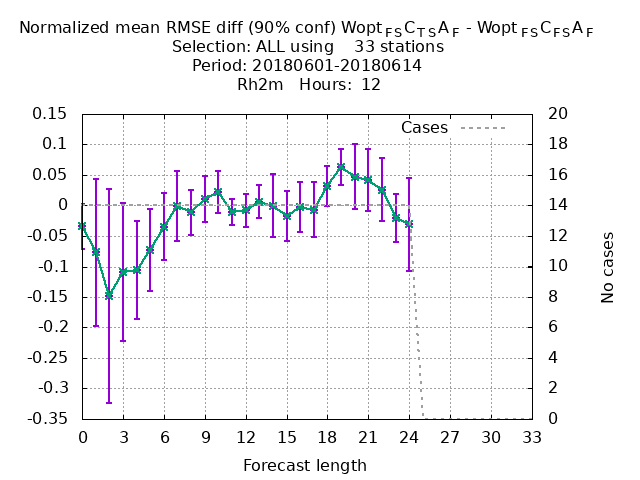 Normalized mean RMSE diff (90% conf) Wopt FS C TS A F - Wopt FS C FS A F
Selection: ALL using 33 stations
Period: 20180601-20180614
Rh2m Hours: 12
Cases
0.15
0.1
0.05
0
-0.05
-0.1
-0.15
-0.2
-0.25
-0.3
-0.35
20
18
16
14
12
10
8
6
4
2
0
No cases
0 3 6 9 12 15 18 21 24 27 30 33
Forecast length